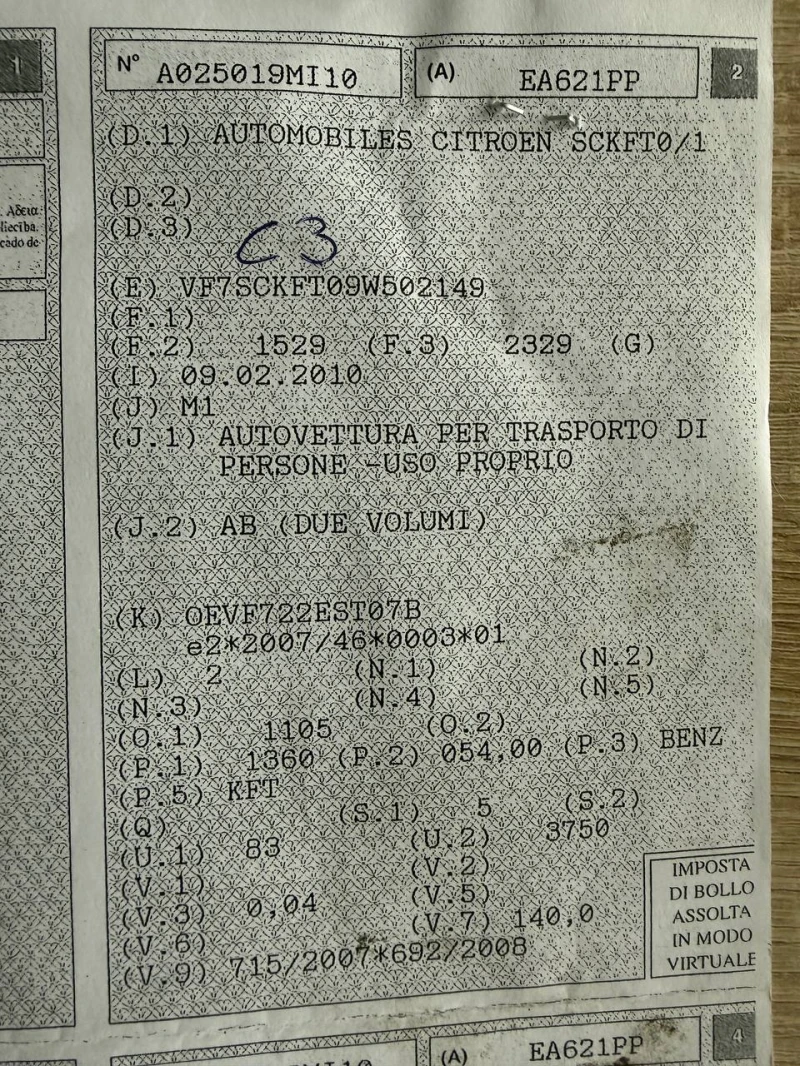 1
Άδεια
liecība.
cado de
N° A025019MI10 (A) EA621PP 2
(D.1) AUTOMOBILES CITROEN SCKFT0/1
(D.2)
(D.3)
C3
(E) VF7SCKFT09W502149
(F.1)
(F.2) 1529 (F.3) 2329 (G)
(I) 09.02.2010
(J) M1
(J.1) AUTOVETTURA PER TRASPORTO DI
PERSONE -USO PROPRIO
(J.2) AB (DUE VOLUMI)
(K) OEVF722EST07B
e2*2007/46*0003*01
(L) 2 (N.1) (N.2)
(N.3) (N.4) (N.5)
(O.1) 1105 (O.2)
(P.1) 1360 (P.2) 054,00 (P.3) BENZ
(P.5) KFT
(Q) (S.1) 5 (S.2)
(U.1) 83 (U.2) 3750
(V.1) (V.2)
(V.3) 0,04 (V.5)
(V.6) (V.7) 140,0
(V.9) 715/2007*692/2008
IMPOSTA
DI BOLLO
ASSOLTA
IN MODO
VIRTUALE
(A) EA621PP 4